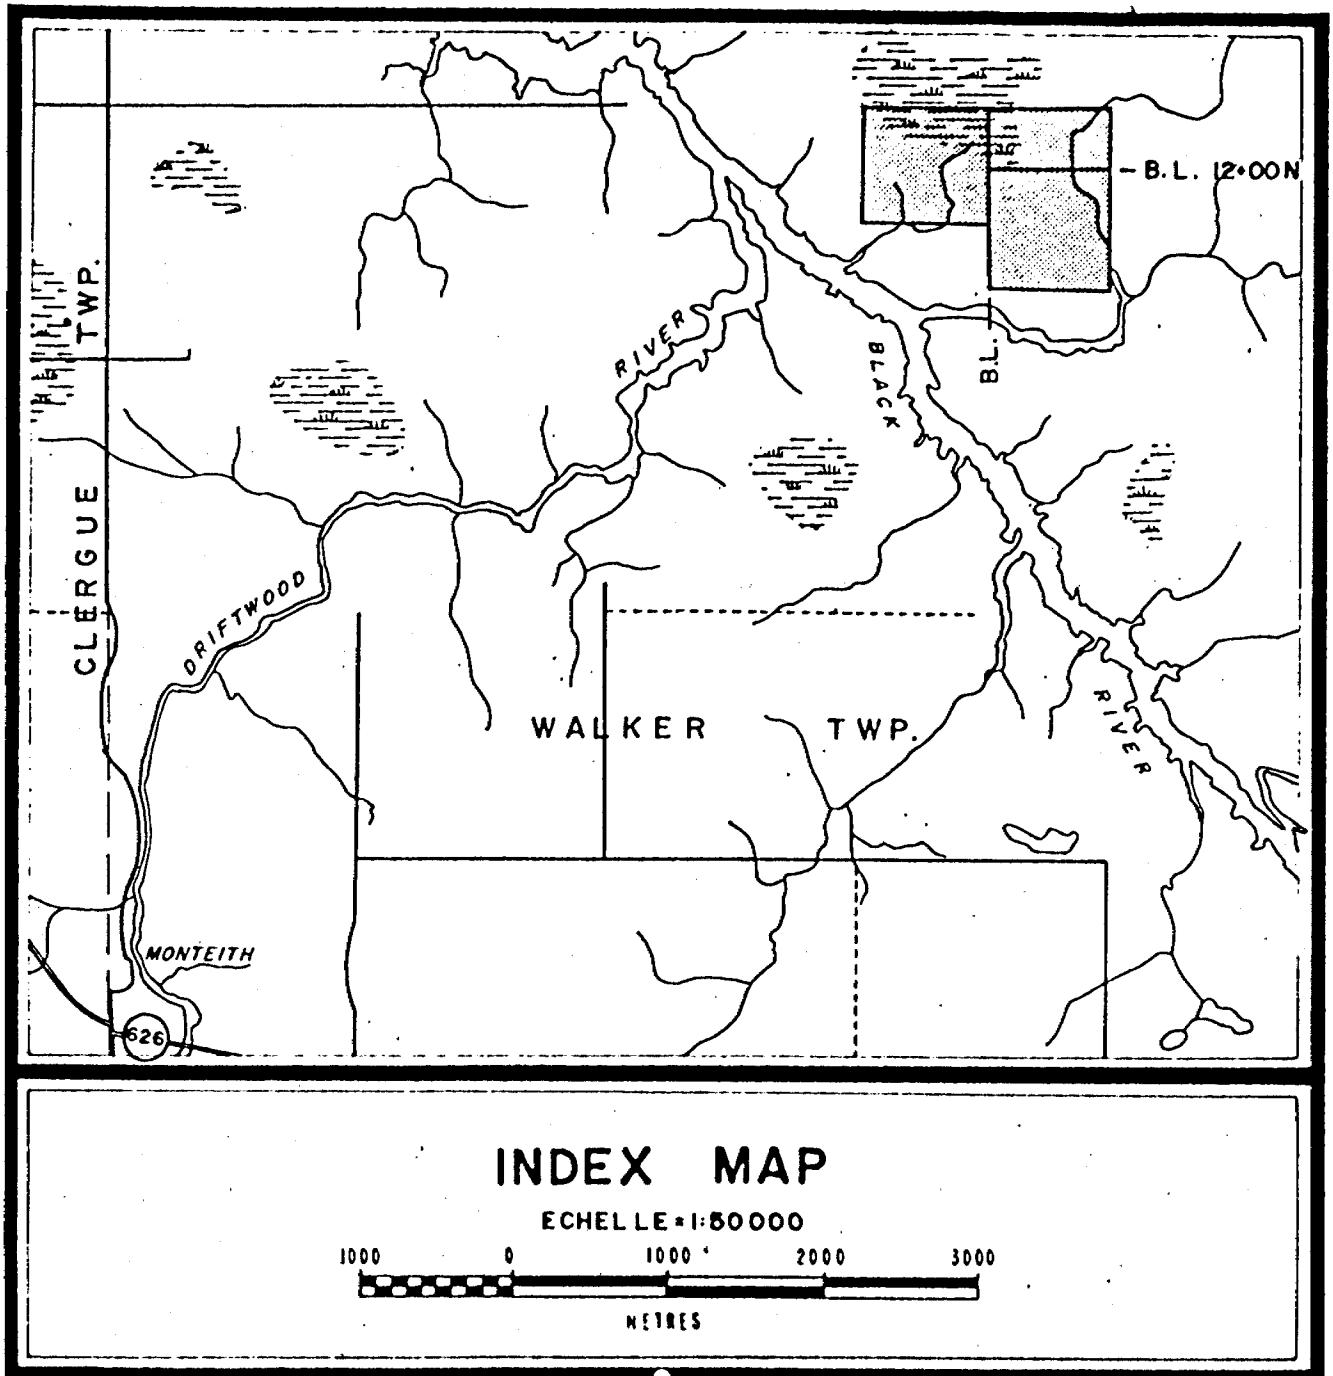 B.L. 12+00N
TWP.
RIVER
BLACK
B.L.
CLERGUE
DRIFTWOOD
WALKER TWP.
RIVER
MONTEITH
626
INDEX MAP
ECHELLE = 1:50000
1000 0 1000 2000 3000
METRES